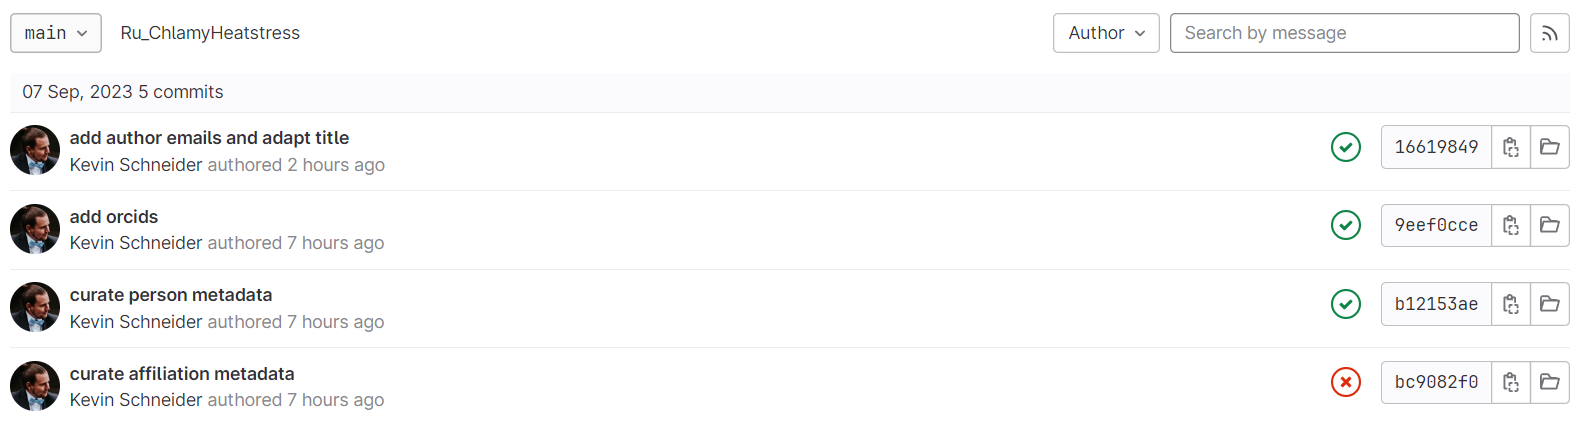 main Ru_ChlamyHeatstress Author Search by message
07 Sep, 2023 5 commits
add author emails and adapt title
Kevin Schneider authored 2 hours ago
16619849
add orcids
Kevin Schneider authored 7 hours ago
9eef0cce
curate person metadata
Kevin Schneider authored 7 hours ago
b12153ae
curate affiliation metadata
Kevin Schneider authored 7 hours ago
bc9082f0